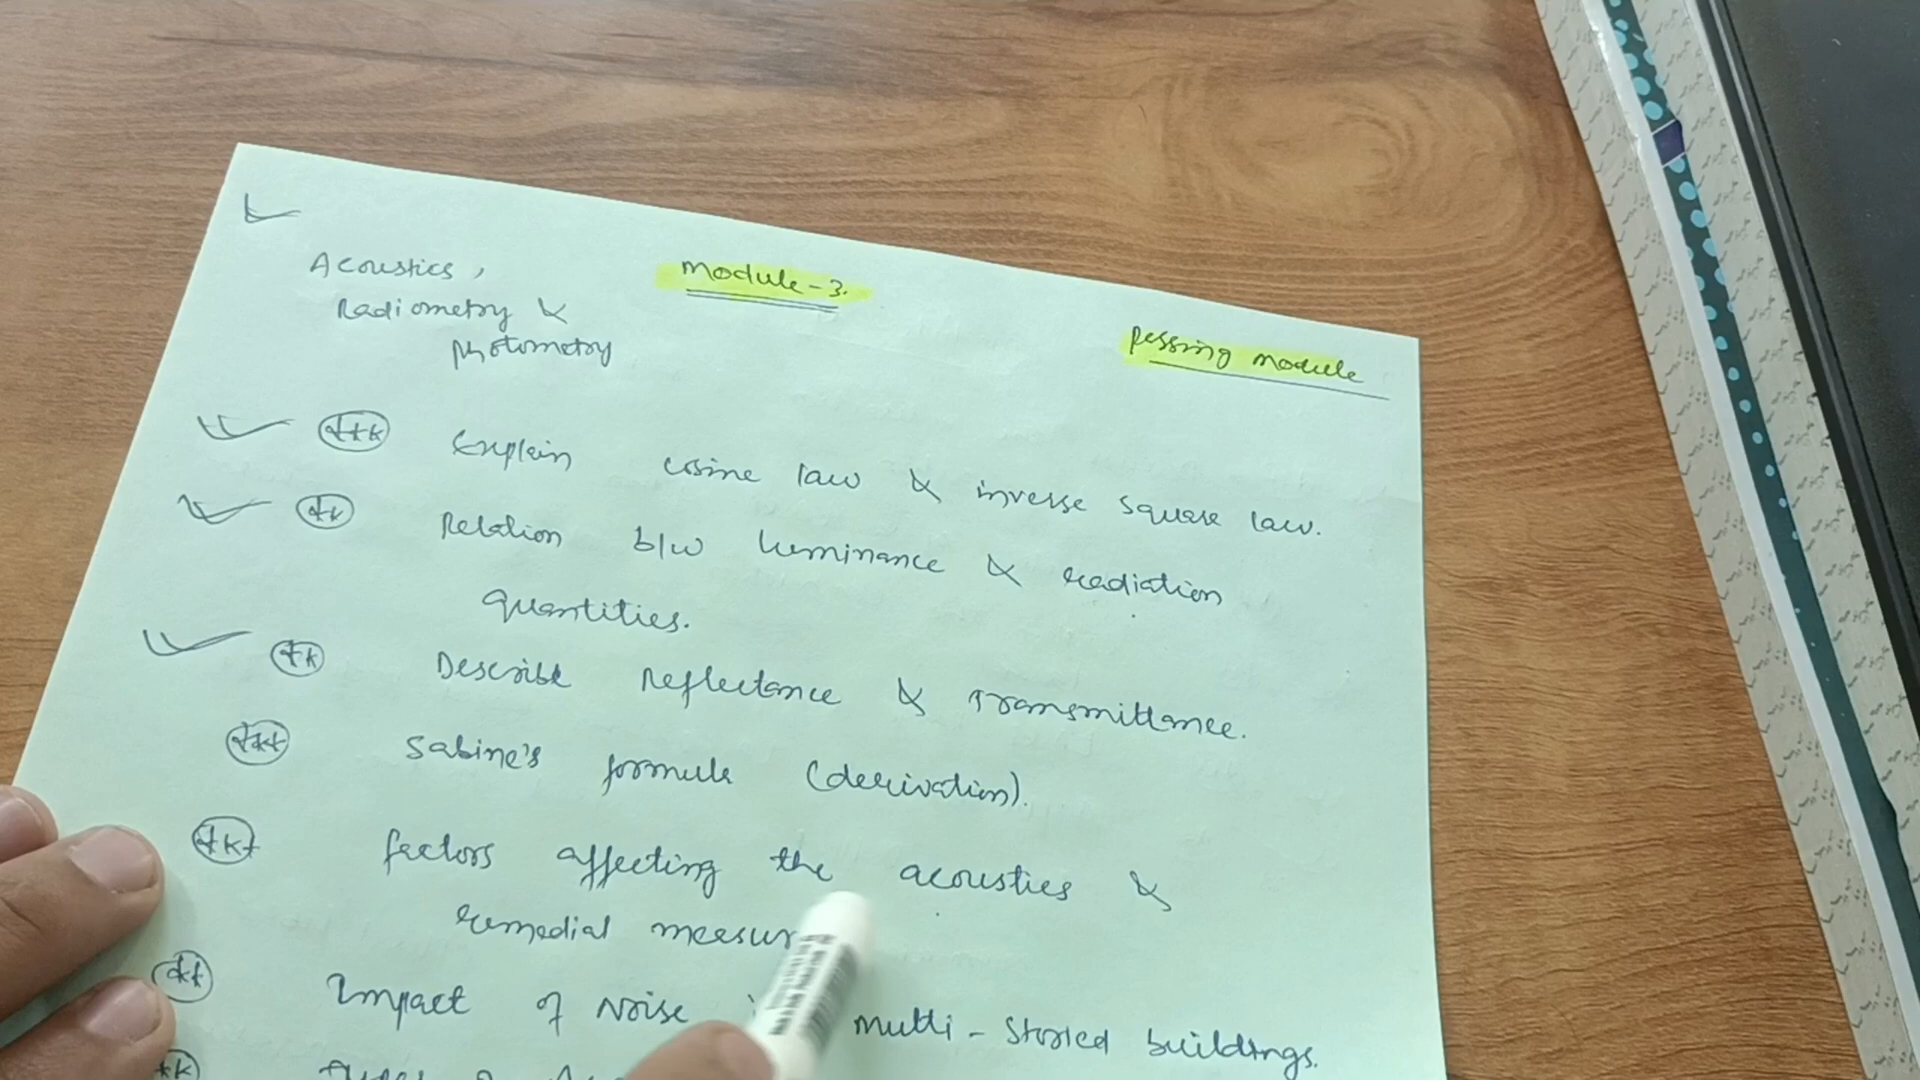 Module-3.
Acoustics,
Radiometry &
photometry
passing module
*** Explain cosine law & inverse square law.
** Relation b/w luminance & radiation
quantities.
** Describe Reflectance & Transmittance.
*** Sabine's formula (derivation).
*** factors affecting the acoustics &
remedial measur
** Impact of Noise multi-storied buildings.
**